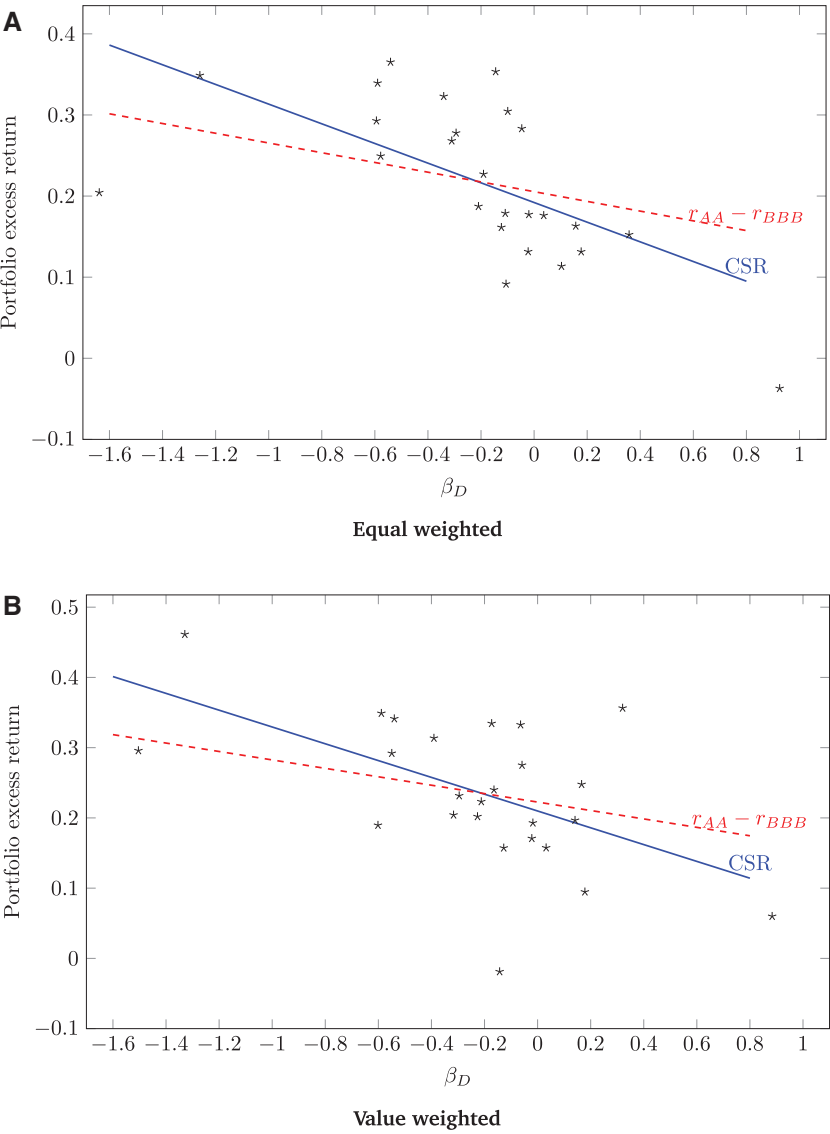 A
Portfolio excess return
0.4
0.3
0.2
0.1
0
−0.1
r_{AA} − r_{BBB}
CSR
−1.6 −1.4 −1.2 −1 −0.8 −0.6 −0.4 −0.2 0 0.2 0.4 0.6 0.8 1
β_D
Equal weighted
B
Portfolio excess return
0.5
0.4
0.3
0.2
0.1
0
−0.1
r_{AA} − r_{BBB}
CSR
−1.6 −1.4 −1.2 −1 −0.8 −0.6 −0.4 −0.2 0 0.2 0.4 0.6 0.8 1
β_D
Value weighted